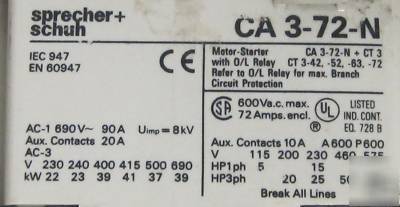 sprecher+
schuh
CA 3-72-N
IEC 947
EN 60947
CE
Motor-Starter CA 3-72-N + CT 3
with O/L Relay CT 3-42, -52, -63, -72
Refer to O/L Relay for max. Branch
Circuit Protection
SA
600Va.c. max.
72 Amps. encl.
UL
LISTED
IND. CONT.
EQ. 728 B
AC-1 690V~ 90A Uimp = 8kV
Aux. Contacts 20A
AC-3
V 230 240 400 415 500 690
kW 22 23 39 41 37 39
Aux. Contacts 10A A600 P600
V 115 200 230 460 575
HP1ph 5 15
HP3ph 20 25
Break All Lines